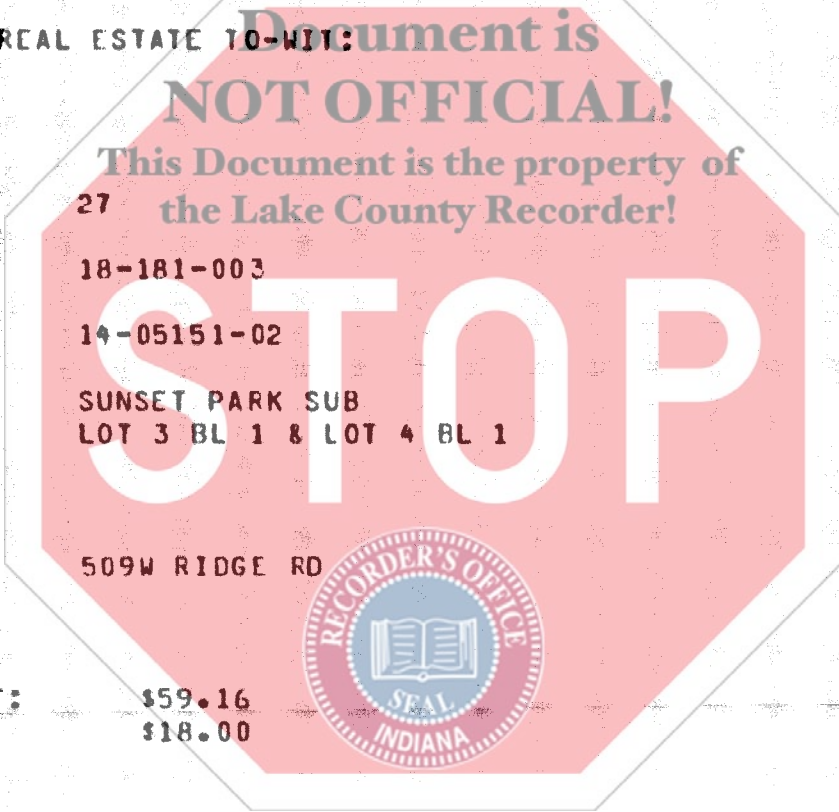 Document is
REAL ESTATE TO-WIT:
NOT OFFICIAL!
This Document is the property of
27
the Lake County Recorder!
18-181-003
STOP
14-05151-02
SUNSET PARK SUB
LOT 3 BL 1 & LOT 4 BL 1
509W RIDGE RD
RECORDER'S OFFICE
SEAL
INDIANA
$59.16
$18.00